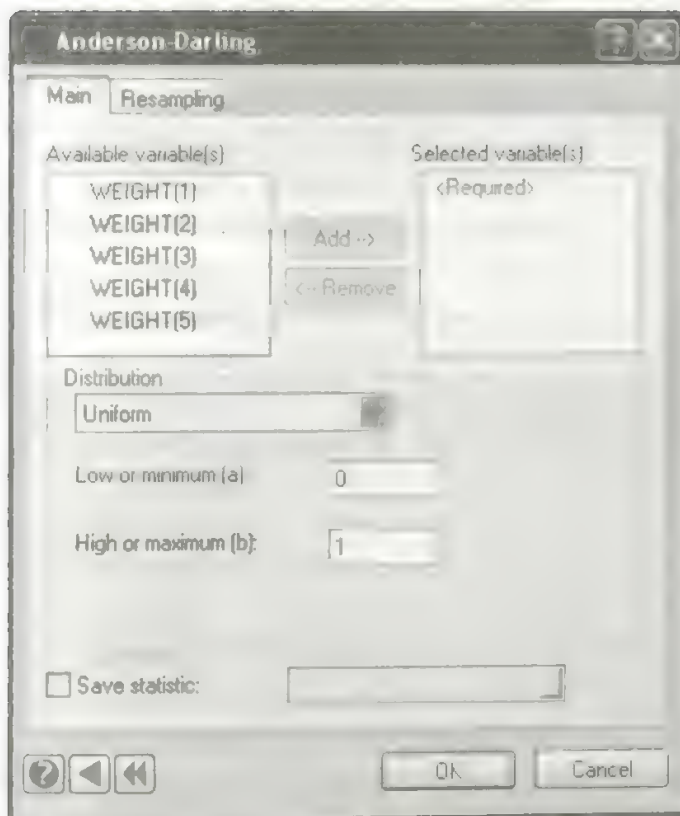 Anderson-Darling
Main
Resampling
Available variable(s)
Selected variable(s)
WEIGHT(1)
WEIGHT(2)
WEIGHT(3)
WEIGHT(4)
WEIGHT(5)
Add -->
<-- Remove
<Required>
Distribution
Uniform
Low or minimum (a)
0
High or maximum (b):
1
Save statistic:
OK
Cancel